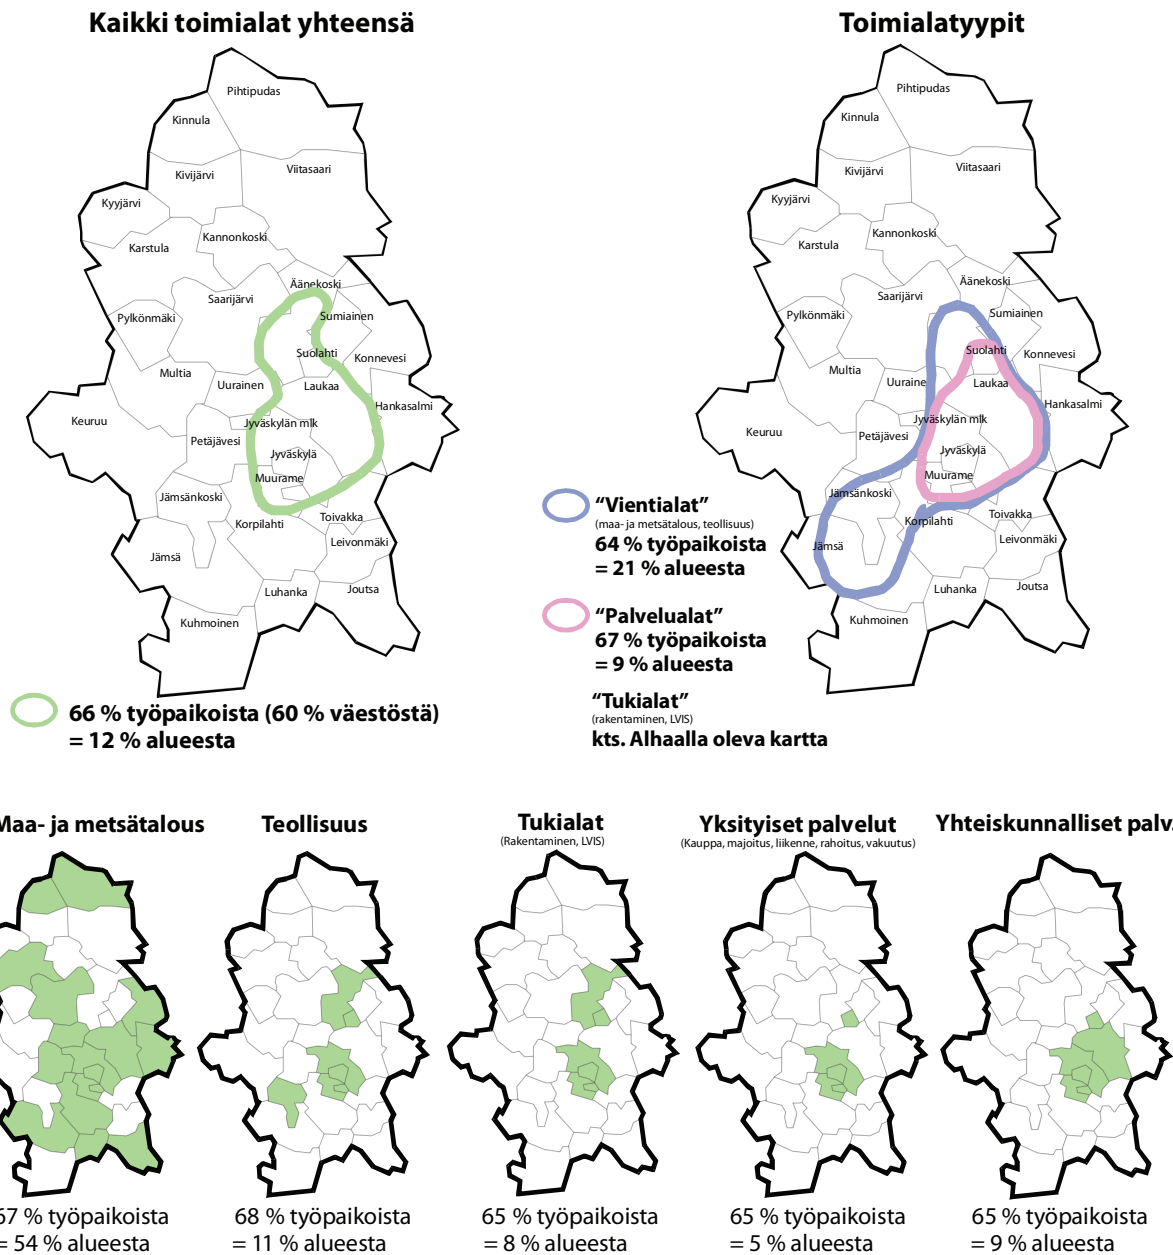 Kaikki toimialat yhteensä
Pihtipudas
Kinnula
Kivijärvi
Viitasaari
Kyyjärvi
Karstula
Kannonkoski
Äänekoski
Saarijärvi
Sumiainen
Pylkönmäki
Suolahti
Konnevesi
Multia
Uurainen
Laukaa
Hankasalmi
Keuruu
Jyväskylän mlk
Petäjävesi
Jyväskylä
Muurame
Jämsänkoski
Korpilahti
Toivakka
Leivonmäki
Jämsä
Luhanka
Joutsa
Kuhmoinen
66 % työpaikoista (60 % väestöstä)
= 12 % alueesta
Toimialatyypit
Pihtipudas
Kinnula
Kivijärvi
Viitasaari
Kyyjärvi
Karstula
Kannonkoski
Äänekoski
Saarijärvi
Sumiainen
Pylkönmäki
Suolahti
Konnevesi
Multia
Uuraine
Laukaa
Hankasalmi
Keuruu
Jyväskylän mlk
Petäjävesi
Jyväskylä
Muurame
Jämsänkoski
Korpilahti
Toivakka
Leivonmäki
Jämsä
Luhanka
Joutsa
Kuhmoinen
“Vientialat”
(maa- ja metsätalous, teollisuus)
64 % työpaikoista
= 21 % alueesta
“Palvelualat”
67 % työpaikoista
= 9 % alueesta
“Tukialat”
(rakentaminen, LVIS)
kts. Alhaalla oleva kartta
Maa- ja metsätalous
67 % työpaikoista
= 54 % alueesta
Teollisuus
68 % työpaikoista
= 11 % alueesta
Tukialat
(Rakentaminen, LVIS)
65 % työpaikoista
= 8 % alueesta
Yksityiset palvelut
(Kauppa, majoitus, liikenne, rahoitus, vakuutus)
65 % työpaikoista
= 5 % alueesta
Yhteiskunnalliset palv.
65 % työpaikoista
= 9 % alueesta